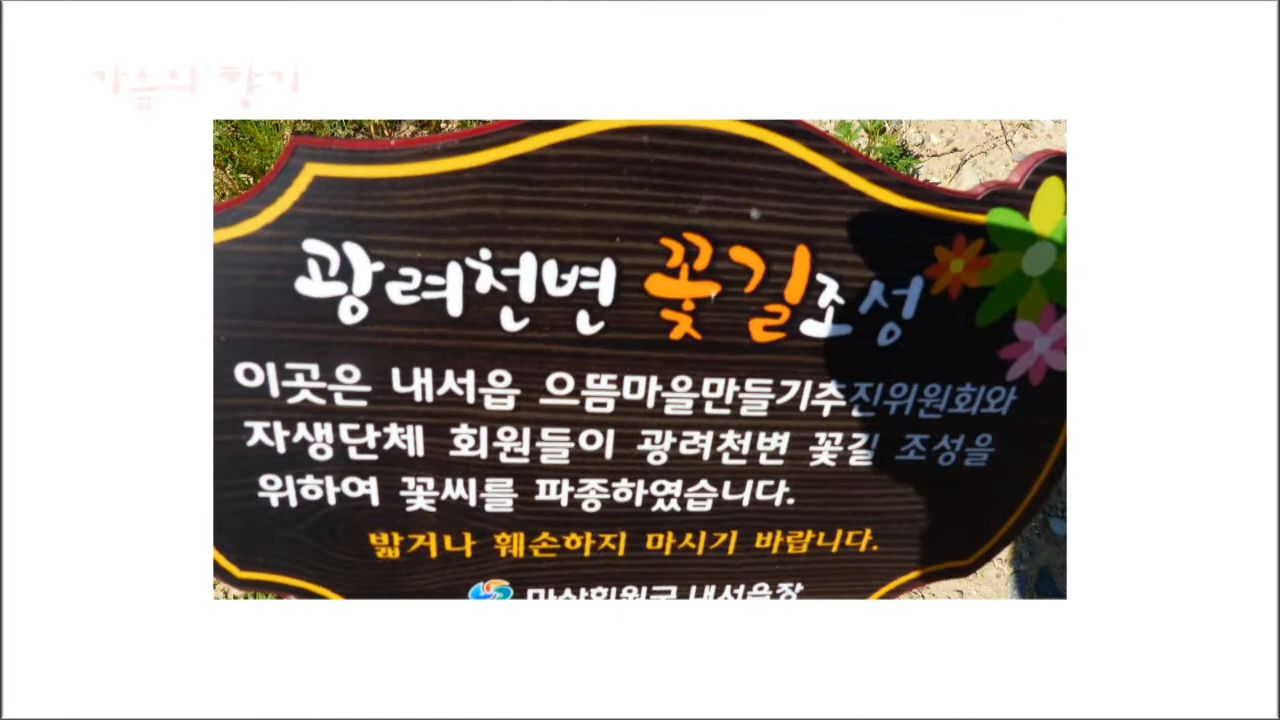 가을의 향기
광려천변 꽃길조성
이곳은 내서읍 으뜸마을만들기추진위원회와
자생단체 회원들이 광려천변 꽃길 조성을
위하여 꽃씨를 파종하였습니다.
밟거나 훼손하지 마시기 바랍니다.
마산회원구 내서읍장